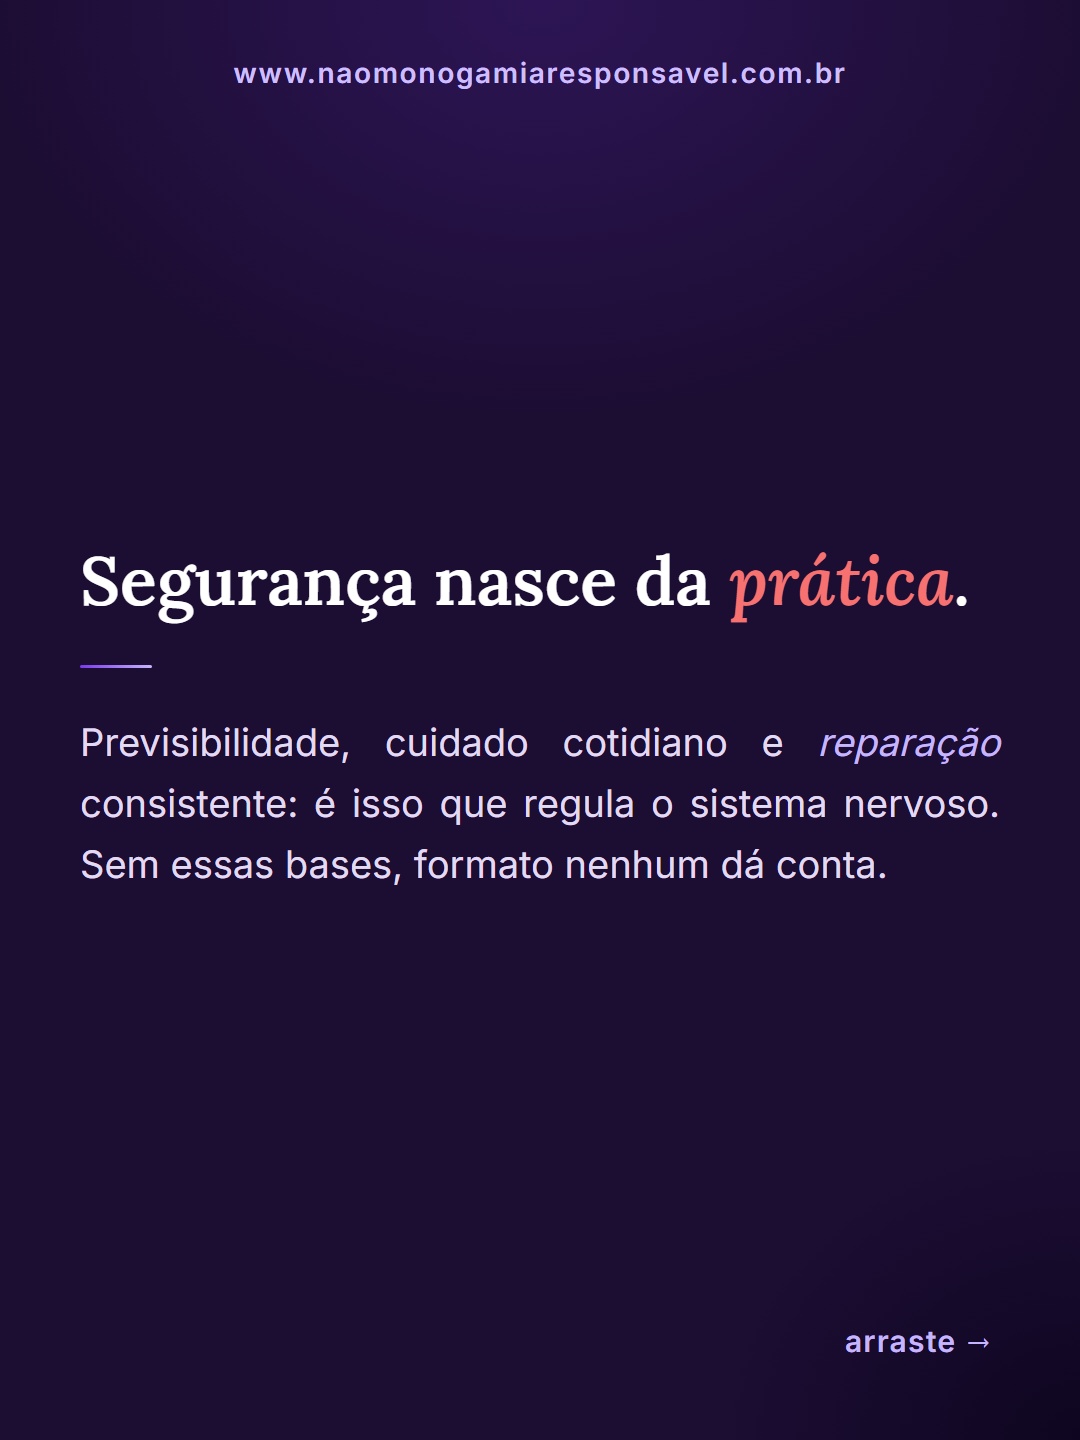 www.naomonogamiaresponsavel.com.br
Segurança nasce da prática.
Previsibilidade, cuidado cotidiano e reparação
consistente: é isso que regula o sistema nervoso.
Sem essas bases, formato nenhum dá conta.
arraste →